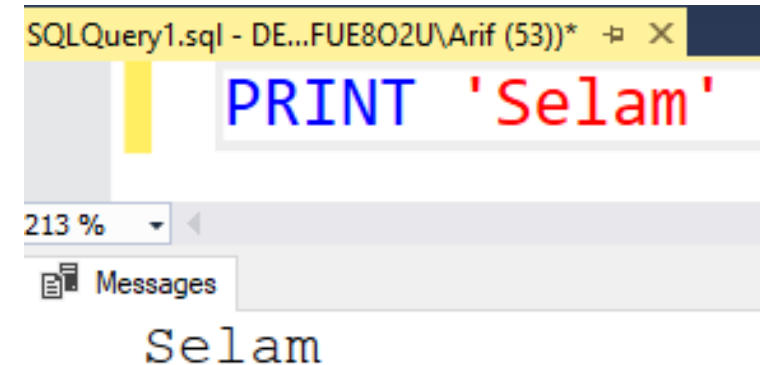 SQLQuery1.sql - DE...FUE8O2U\Arif (53))*
PRINT 'Selam'
213 %
Messages
Selam